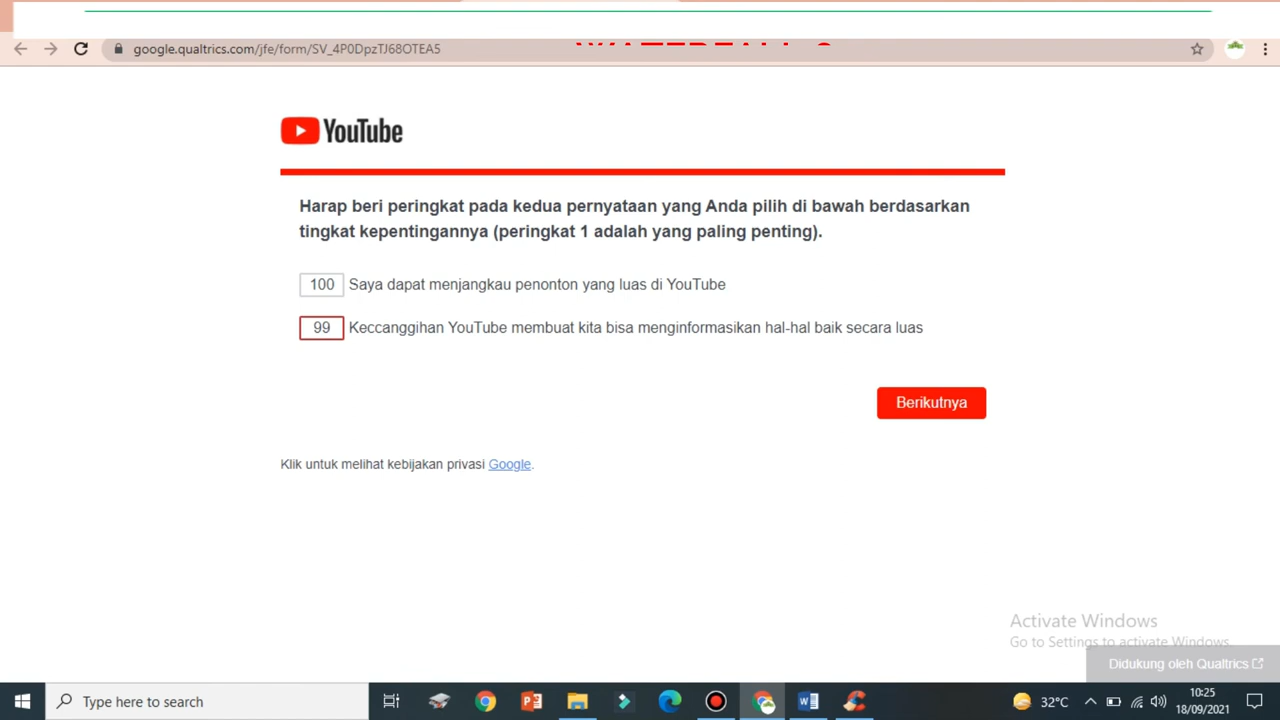 google.qualtrics.com/jfe/form/SV_4P0DpzTJ68OTEA5
YouTube
Harap beri peringkat pada kedua pernyataan yang Anda pilih di bawah berdasarkan
tingkat kepentingannya (peringkat 1 adalah yang paling penting).
100 Saya dapat menjangkau penonton yang luas di YouTube
99 Keccanggihan YouTube membuat kita bisa menginformasikan hal-hal baik secara luas
Berikutnya
Klik untuk melihat kebijakan privasi Google.
Activate Windows
Go to Settings to activate Windows.
Didukung oleh Qualtrics
Type here to search
32°C
10:25
18/09/2021